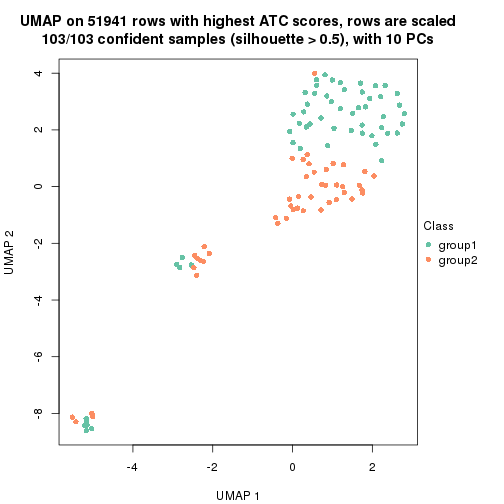 UMAP on 51941 rows with highest ATC scores, rows are scaled
103/103 confident samples (silhouette > 0.5), with 10 PCs
4
2
0
-2
-4
-6
-8
UMAP 2
-4
-2
0
2
UMAP 1
Class
group1
group2